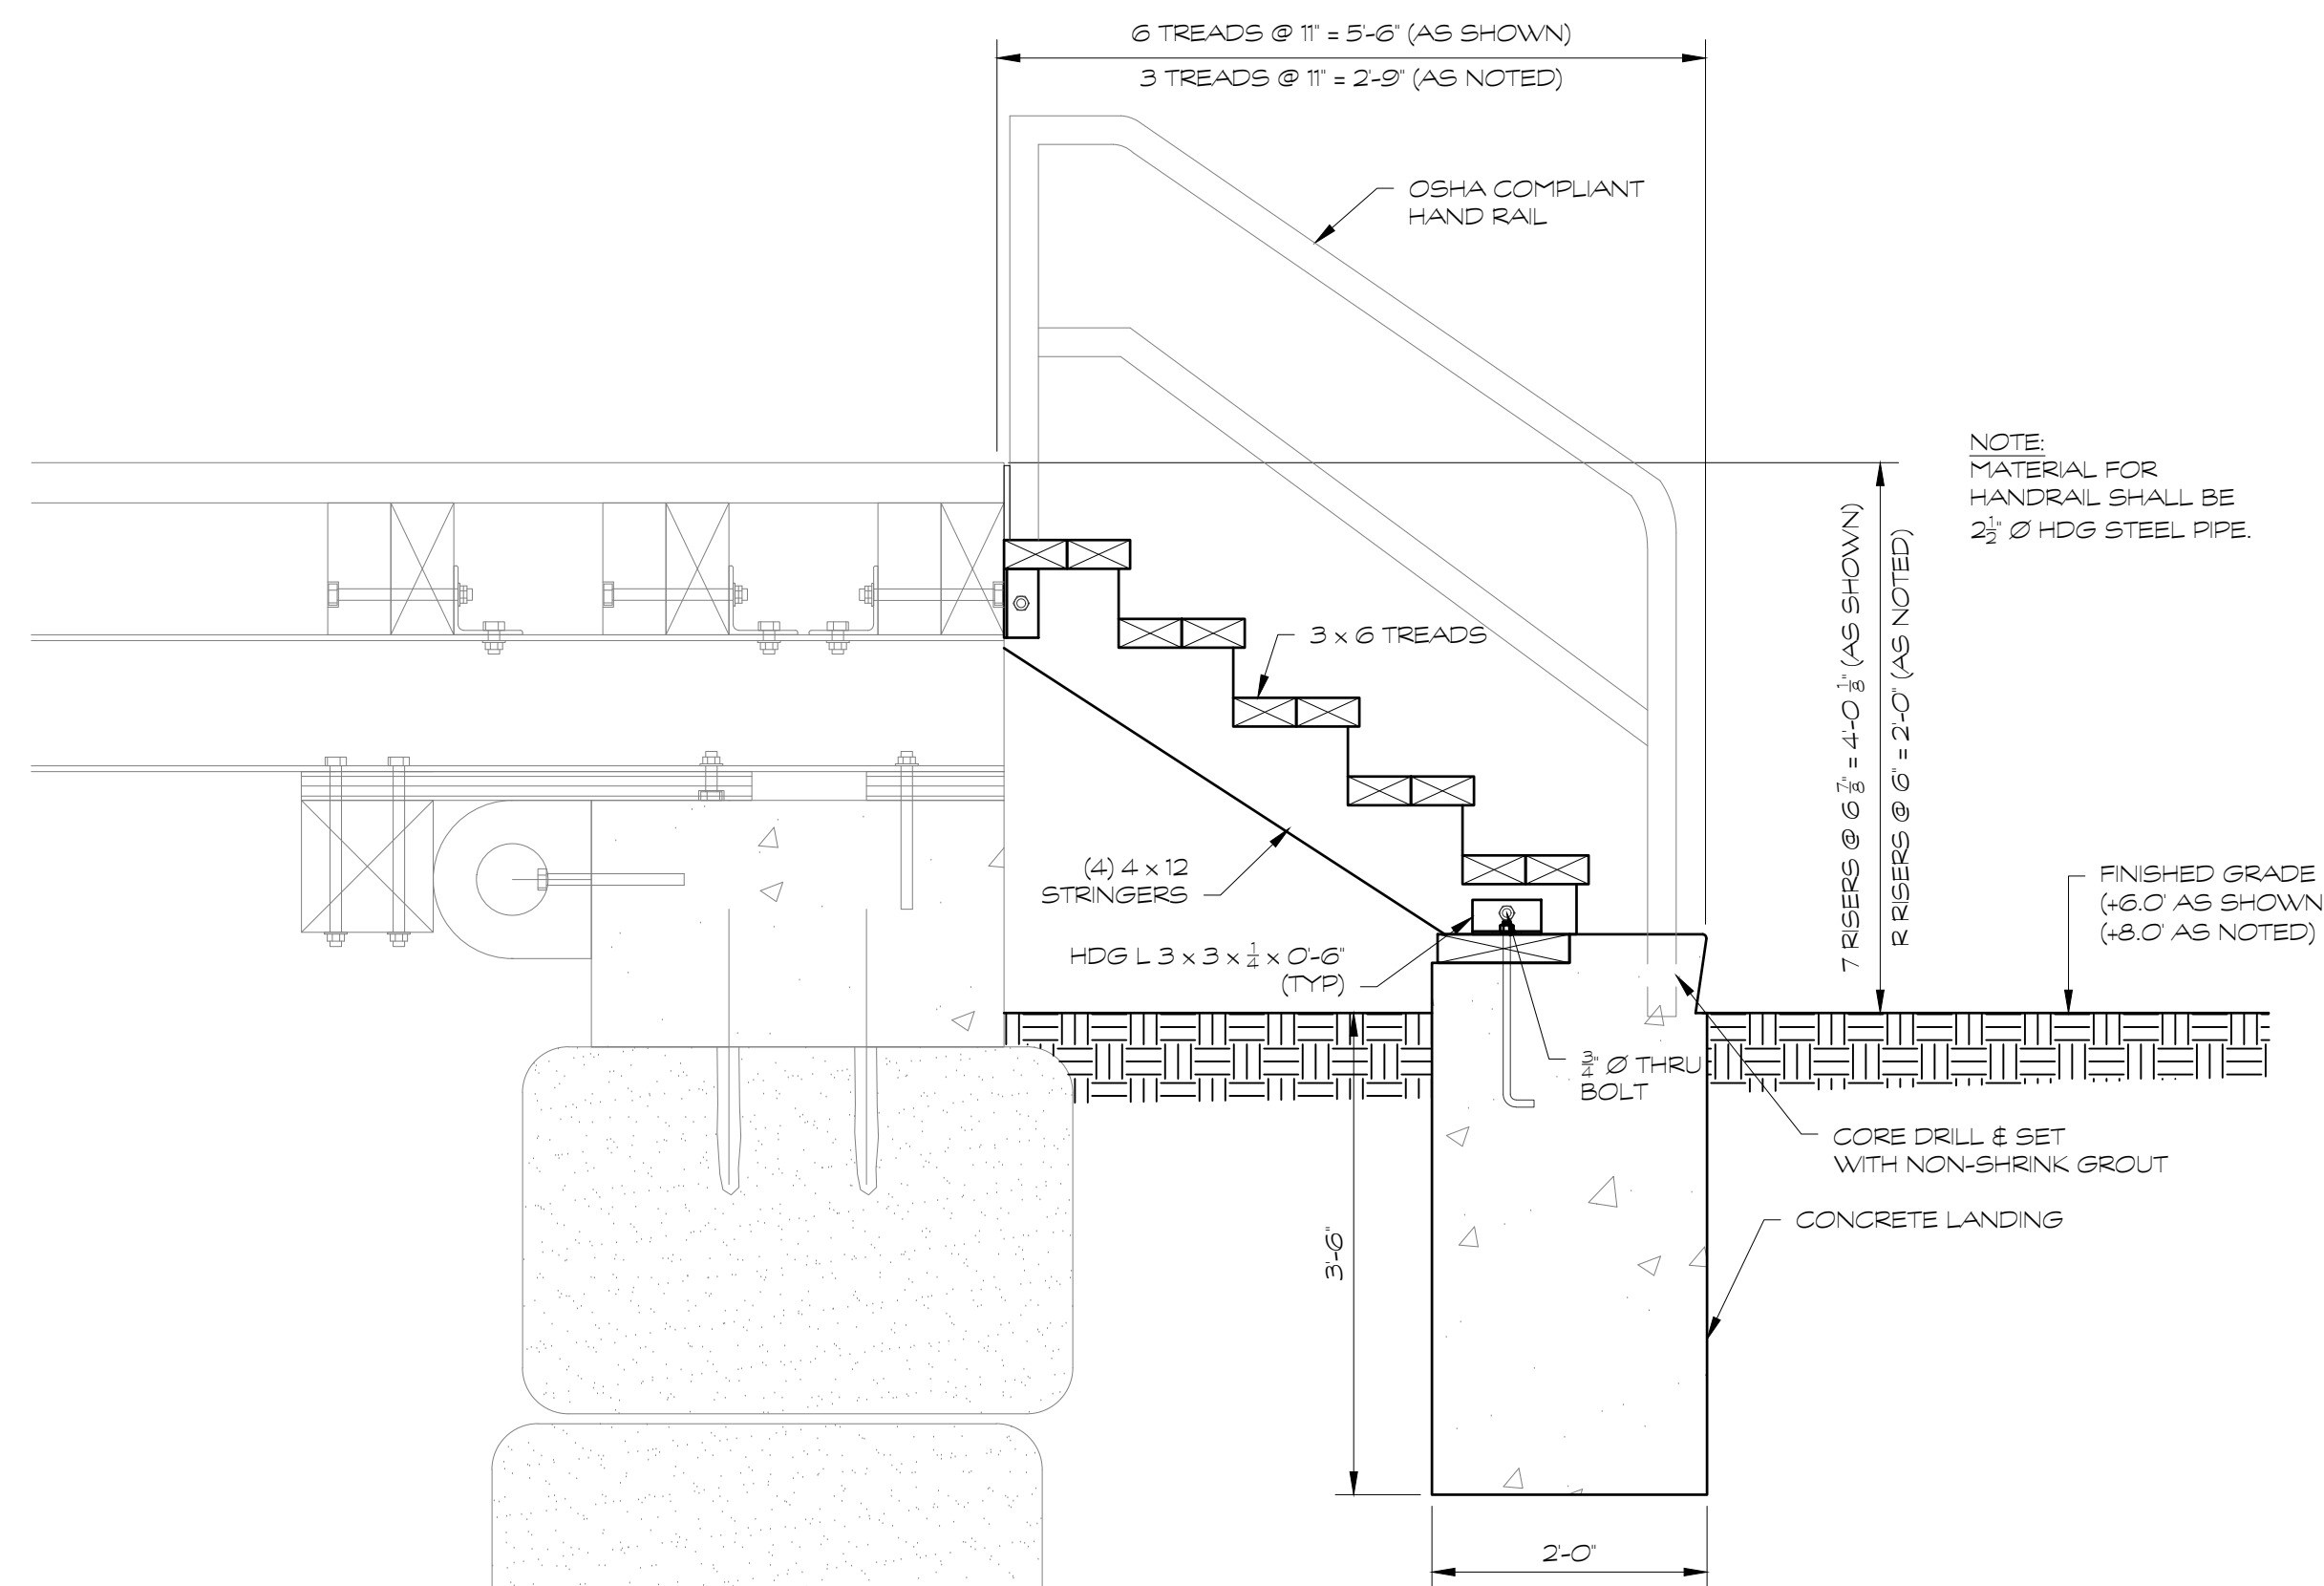 6 TREADS @ 11" = 5'-6" (AS SHOWN)
3 TREADS @ 11" = 2'-9" (AS NOTED)
OSHA COMPLIANT
HAND RAIL
NOTE:
MATERIAL FOR
HANDRAIL SHALL BE
2 1/2" Ø HDG STEEL PIPE.
7 RISERS @ 6 7/8" = 4'-0 1/8" (AS SHOWN)
R RISERS @ 6" = 2'-0" (AS NOTED)
3 x 6 TREADS
(4) 4 x 12
STRINGERS
HDG L 3 x 3 x 1/4 x 0'-6"
(TYP)
FINISHED GRADE
(+6.0' AS SHOWN
(+8.0' AS NOTED)
3/4" Ø THRU
BOLT
CORE DRILL & SET
WITH NON-SHRINK GROUT
CONCRETE LANDING
3'-6"
2'-0"